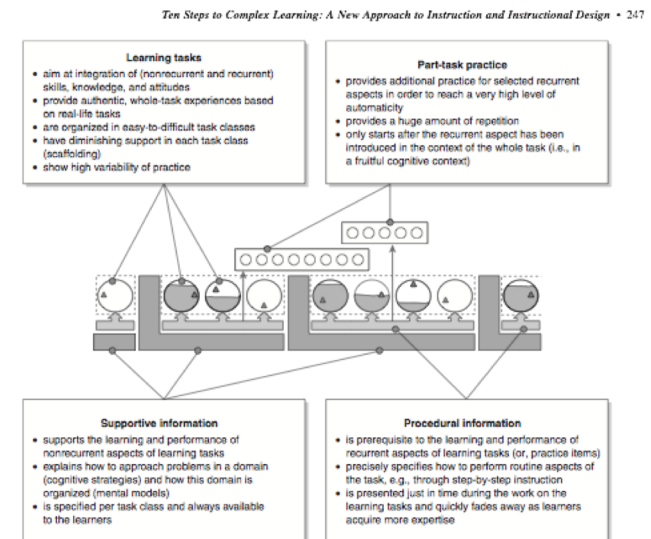 Ten Steps to Complex Learning: A New Approach to Instruction and Instructional Design • 247
Learning tasks
• aim at integration of (nonrecurrent and recurrent)
skills, knowledge, and attitudes
• provide authentic, whole-task experiences based
on real-life tasks
• are organized in easy-to-difficult task classes
• have diminishing support in each task class
(scaffolding)
• show high variability of practice
Part-task practice
• provides additional practice for selected recurrent
aspects in order to reach a very high level of
automaticity
• provides a huge amount of repetition
• only starts after the recurrent aspect has been
introduced in the context of the whole task (i.e., in
a fruitful cognitive context)
Supportive information
• supports the learning and performance of
nonrecurrent aspects of learning tasks
• explains how to approach problems in a domain
(cognitive strategies) and how this domain is
organized (mental models)
• is specified per task class and always available
to the learners
Procedural information
• is prerequisite to the learning and performance of
recurrent aspects of learning tasks (or, practice items)
• precisely specifies how to perform routine aspects of
the task, e.g., through step-by-step instruction
• is presented just in time during the work on the
learning tasks and quickly fades away as learners
acquire more expertise